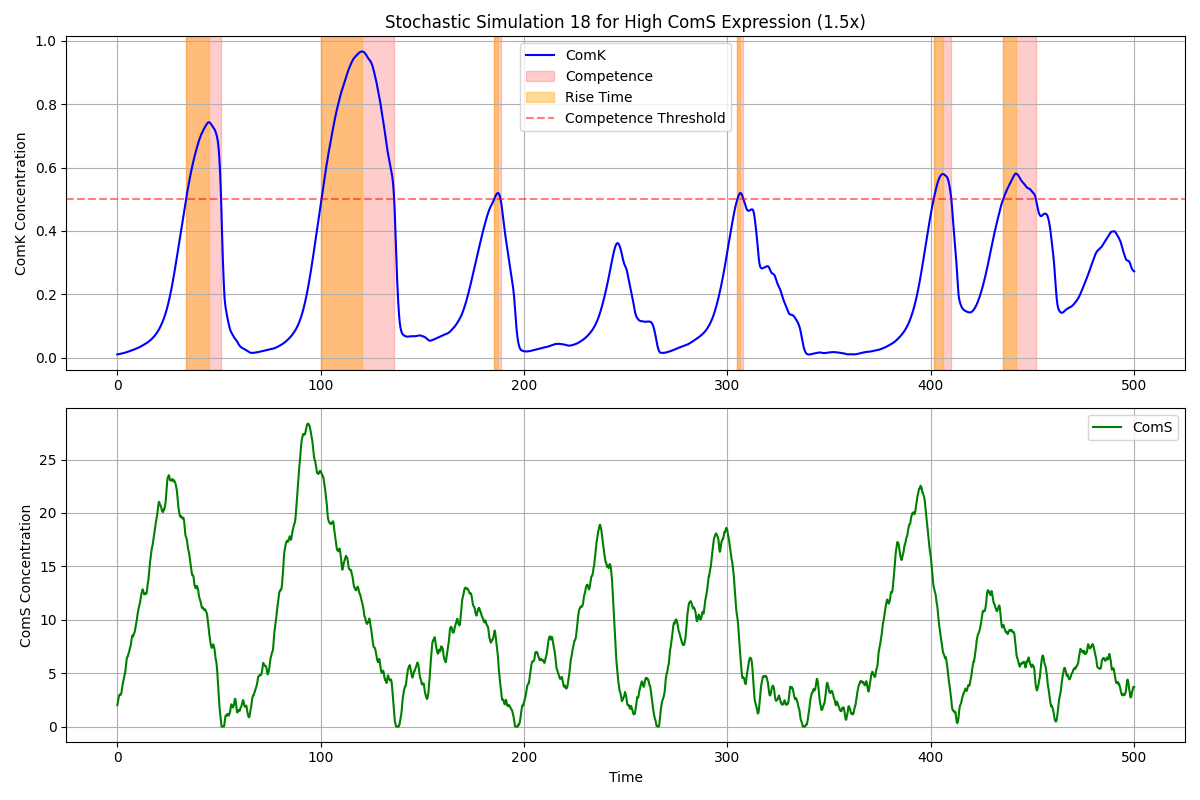 Stochastic Simulation 18 for High ComS Expression (1.5x)
ComK Concentration
1.0
0.8
0.6
0.4
0.2
0.0
ComK
Competence
Rise Time
Competence Threshold
0 100 200 300 400 500
ComS Concentration
25
20
15
10
5
0
ComS
0 100 200 300 400 500
Time